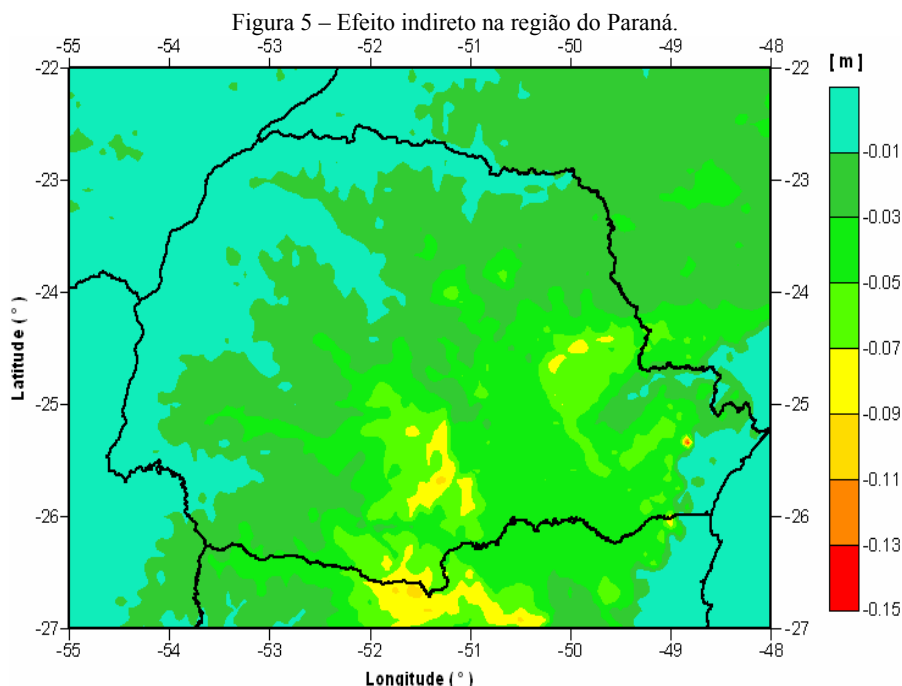 Figura 5 – Efeito indireto na região do Paraná.
-55 -54 -53 -52 -51 -50 -49 -48
[ m ]
-22 -22
-23 -23
-24 -24
-25 -25
-26 -26
-27 -27
-0.01
-0.03
-0.05
-0.07
-0.09
-0.11
-0.13
-0.15
Latitude ( ° )
-55 -54 -53 -52 -51 -50 -49 -48
Longitude ( ° )